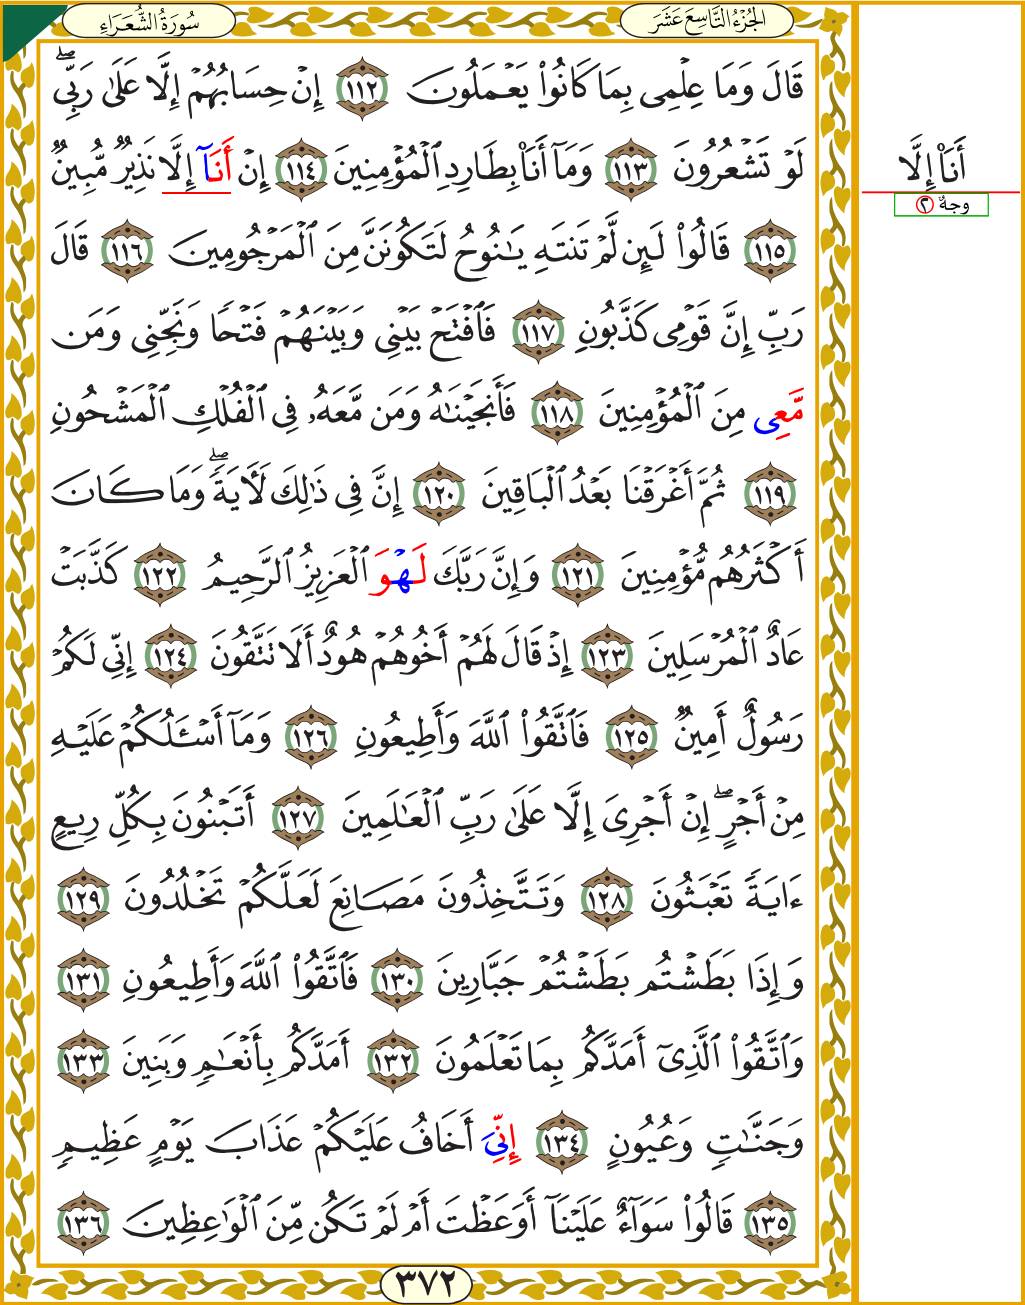 سُورَةُ الشُّعَرَاءِ
الجُزْءُ التَّاسِعَ عَشَرَ
قَالَ وَمَا عِلْمِي بِمَا كَانُوا۟ يَعْمَلُونَ ١١٢ إِنْ حِسَابُهُمْ إِلَّا عَلَىٰ رَبِّي ۖ
لَوْ تَشْعُرُونَ ١١٣ وَمَآ أَنَا۠ بِطَارِدِ ٱلْمُؤْمِنِينَ ١١٤ إِنْ أَنَآ إِلَّا نَذِيرٌ مُّبِينٌ
١١٥ قَالُوا۟ لَئِن لَّمْ تَنتَهِ يَـٰنُوحُ لَتَكُونَنَّ مِنَ ٱلْمَرْجُومِينَ ١١٦ قَالَ
رَبِّ إِنَّ قَوْمِي كَذَّبُونِ ١١٧ فَٱفْتَحْ بَيْنِي وَبَيْنَهُمْ فَتْحًا وَنَجِّنِي وَمَن
مَّعِي مِنَ ٱلْمُؤْمِنِينَ ١١٨ فَأَنجَيْنَـٰهُ وَمَن مَّعَهُۥ فِي ٱلْفُلْكِ ٱلْمَشْحُونِ
١١٩ ثُمَّ أَغْرَقْنَا بَعْدُ ٱلْبَاقِينَ ١٢٠ إِنَّ فِي ذَٰلِكَ لَـَٔايَةً ۖ وَمَا كَانَ
أَكْثَرُهُم مُّؤْمِنِينَ ١٢١ وَإِنَّ رَبَّكَ لَهْوَ ٱلْعَزِيزُ ٱلرَّحِيمُ ١٢٢ كَذَّبَتْ
عَادٌ ٱلْمُرْسَلِينَ ١٢٣ إِذْ قَالَ لَهُمْ أَخُوهُمْ هُودٌ أَلَا تَتَّقُونَ ١٢٤ إِنِّي لَكُمْ
رَسُولٌ أَمِينٌ ١٢٥ فَٱتَّقُوا۟ ٱللَّهَ وَأَطِيعُونِ ١٢٦ وَمَآ أَسْـَٔلُكُمْ عَلَيْهِ
مِنْ أَجْرٍ ۖ إِنْ أَجْرِيَ إِلَّا عَلَىٰ رَبِّ ٱلْعَـٰلَمِينَ ١٢٧ أَتَبْنُونَ بِكُلِّ رِيعٍ
ءَايَةً تَعْبَثُونَ ١٢٨ وَتَتَّخِذُونَ مَصَانِعَ لَعَلَّكُمْ تَخْلُدُونَ ١٢٩
وَإِذَا بَطَشْتُم بَطَشْتُمْ جَبَّارِينَ ١٣٠ فَٱتَّقُوا۟ ٱللَّهَ وَأَطِيعُونِ ١٣١
وَٱتَّقُوا۟ ٱلَّذِيٓ أَمَدَّكُم بِمَا تَعْلَمُونَ ١٣٢ أَمَدَّكُم بِأَنْعَـٰمٍ وَبَنِينَ ١٣٣
وَجَنَّـٰتٍ وَعُيُونٍ ١٣٤ إِنِّيَ أَخَافُ عَلَيْكُمْ عَذَابَ يَوْمٍ عَظِيمٍ
١٣٥ قَالُوا۟ سَوَآءٌ عَلَيْنَآ أَوَعَظْتَ أَمْ لَمْ تَكُن مِّنَ ٱلْوَٰعِظِينَ ١٣٦
٣٧٢
أَنَا۠ إِلَّا
وجهٌ ٢